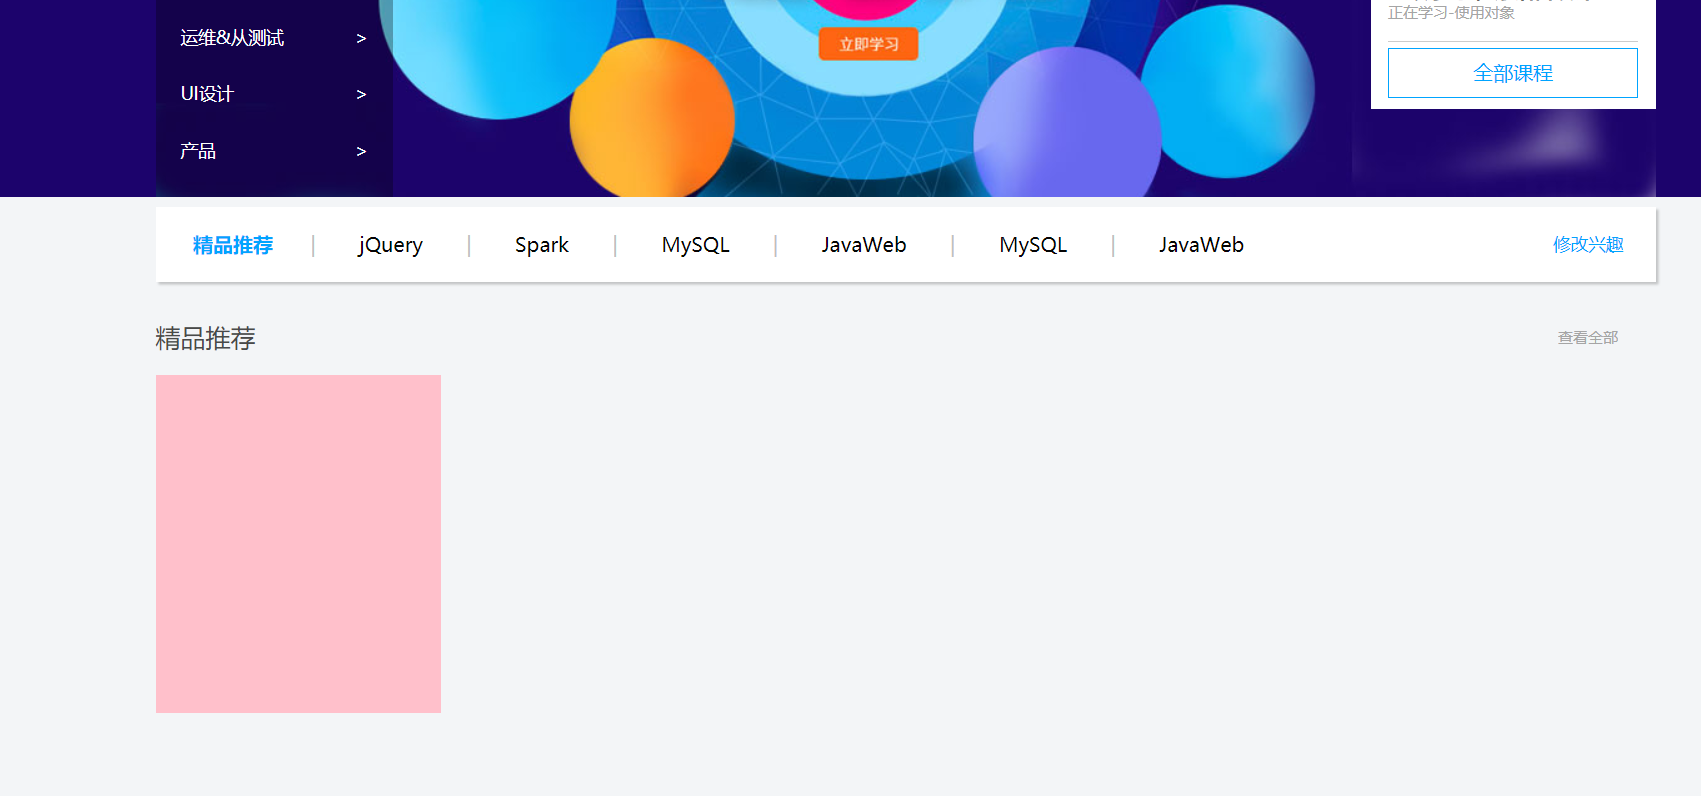 运维&从测试 >
UI设计 >
产品 >
立即学习
正在学习-使用对象
全部课程
精品推荐 | jQuery | Spark | MySQL | JavaWeb | MySQL | JavaWeb 修改兴趣
精品推荐 查看全部